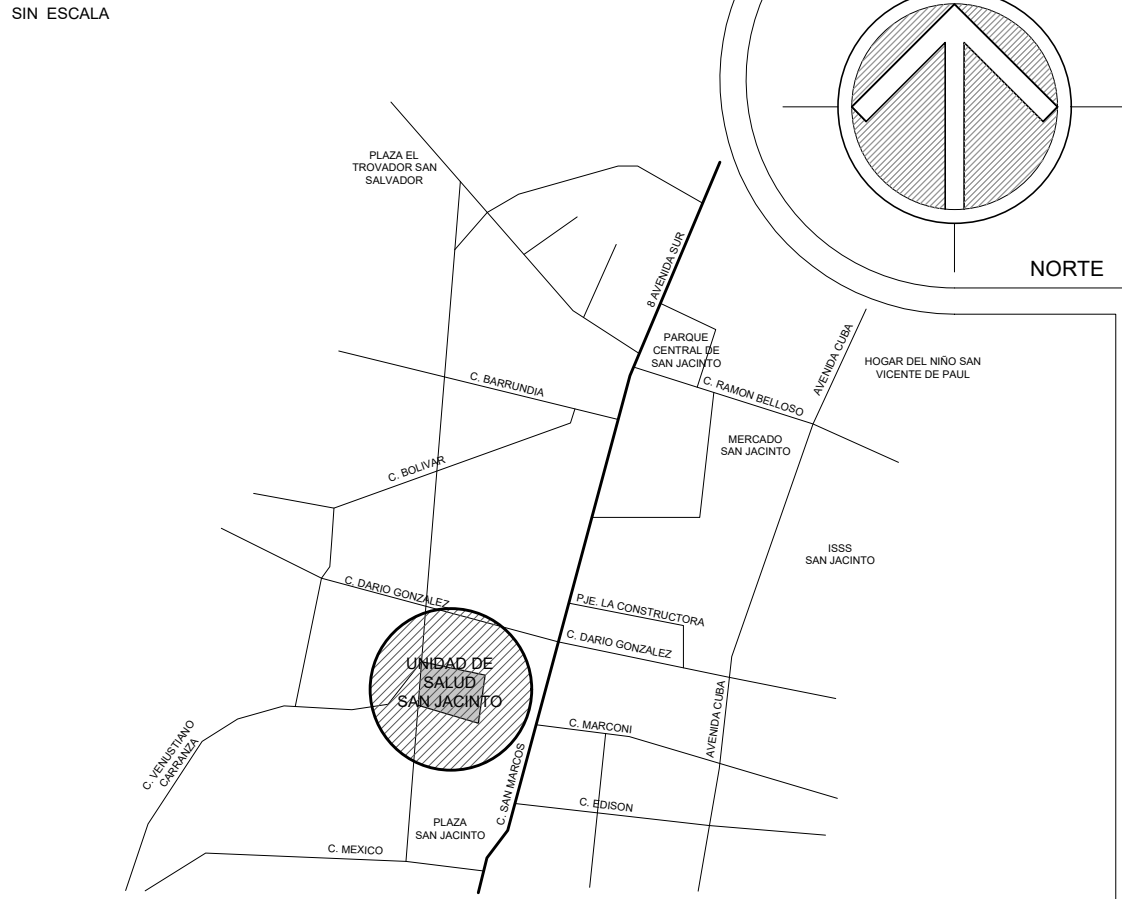 SIN ESCALA
NORTE
PLAZA EL
TROVADOR SAN
SALVADOR
8 AVENIDA SUR
PARQUE
CENTRAL DE
SAN JACINTO
AVENIDA CUBA
HOGAR DEL NIÑO SAN
VICENTE DE PAUL
C. BARRUNDIA
C. RAMON BELLOSO
MERCADO
SAN JACINTO
C. BOLIVAR
ISSS
SAN JACINTO
C. DARIO GONZALEZ
PJE. LA CONSTRUCTORA
C. DARIO GONZALEZ
UNIDAD DE
SALUD
SAN JACINTO
C. VENUSTIANO
CARRANZA
C. MARCONI
AVENIDA CUBA
C. SAN MARCOS
C. EDISON
PLAZA
SAN JACINTO
C. MEXICO